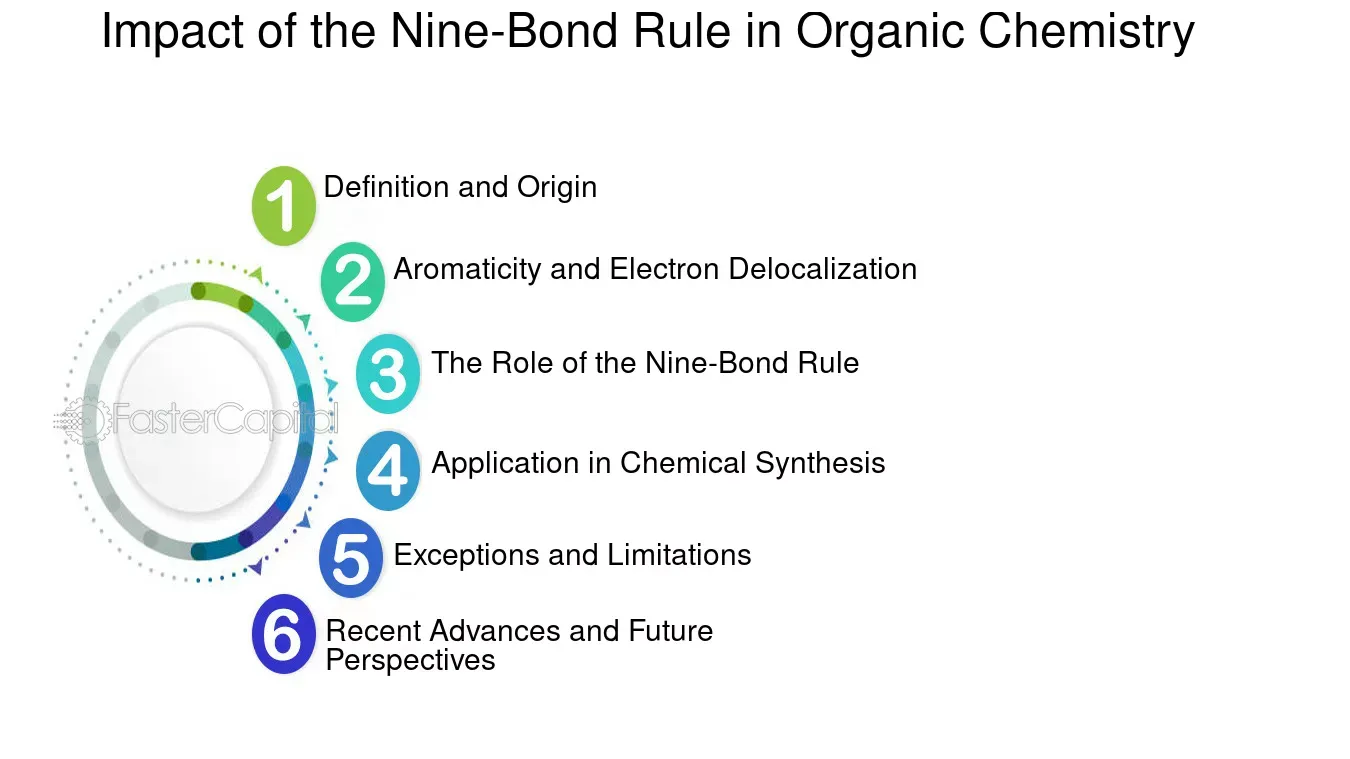 Impact of the Nine-Bond Rule in Organic Chemistry
1 Definition and Origin
2 Aromaticity and Electron Delocalization
3 The Role of the Nine-Bond Rule
FasterCapital
4 Application in Chemical Synthesis
5 Exceptions and Limitations
6 Recent Advances and Future
Perspectives